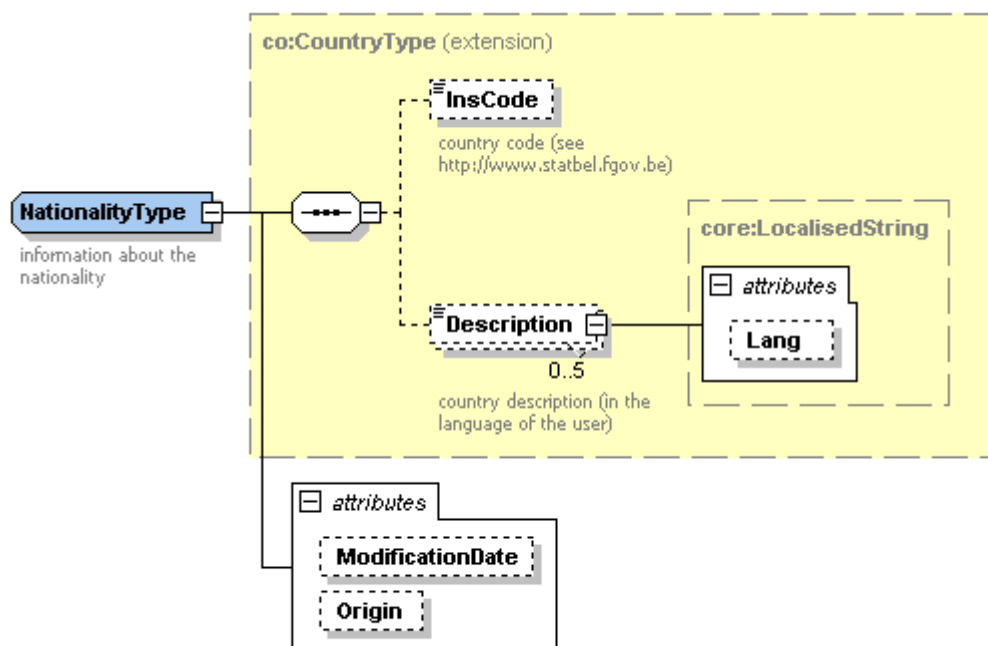 co:CountryType (extension)
InsCode
country code (see
http://www.statbel.fgov.be)
NationalityType
information about the
nationality
core:LocalisedString
attributes
Lang
Description
0..5
country description (in the
language of the user)
attributes
ModificationDate
Origin